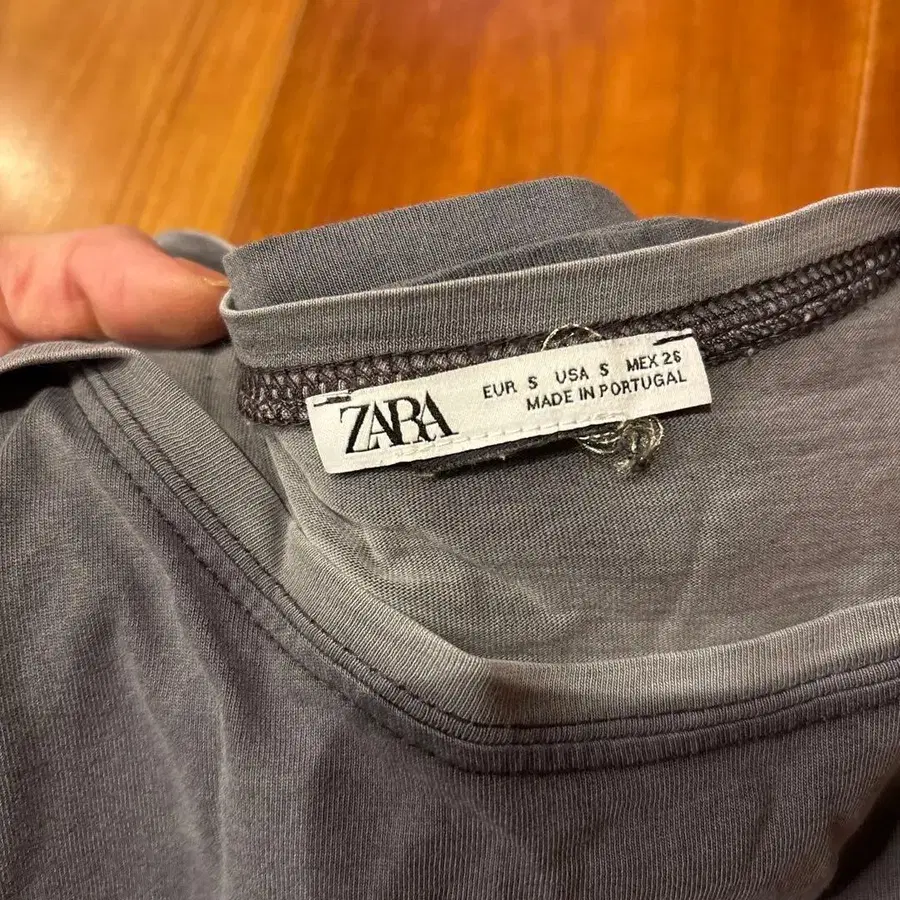 ZARA
EUR S USA S MEX 26
MADE IN PORTUGAL